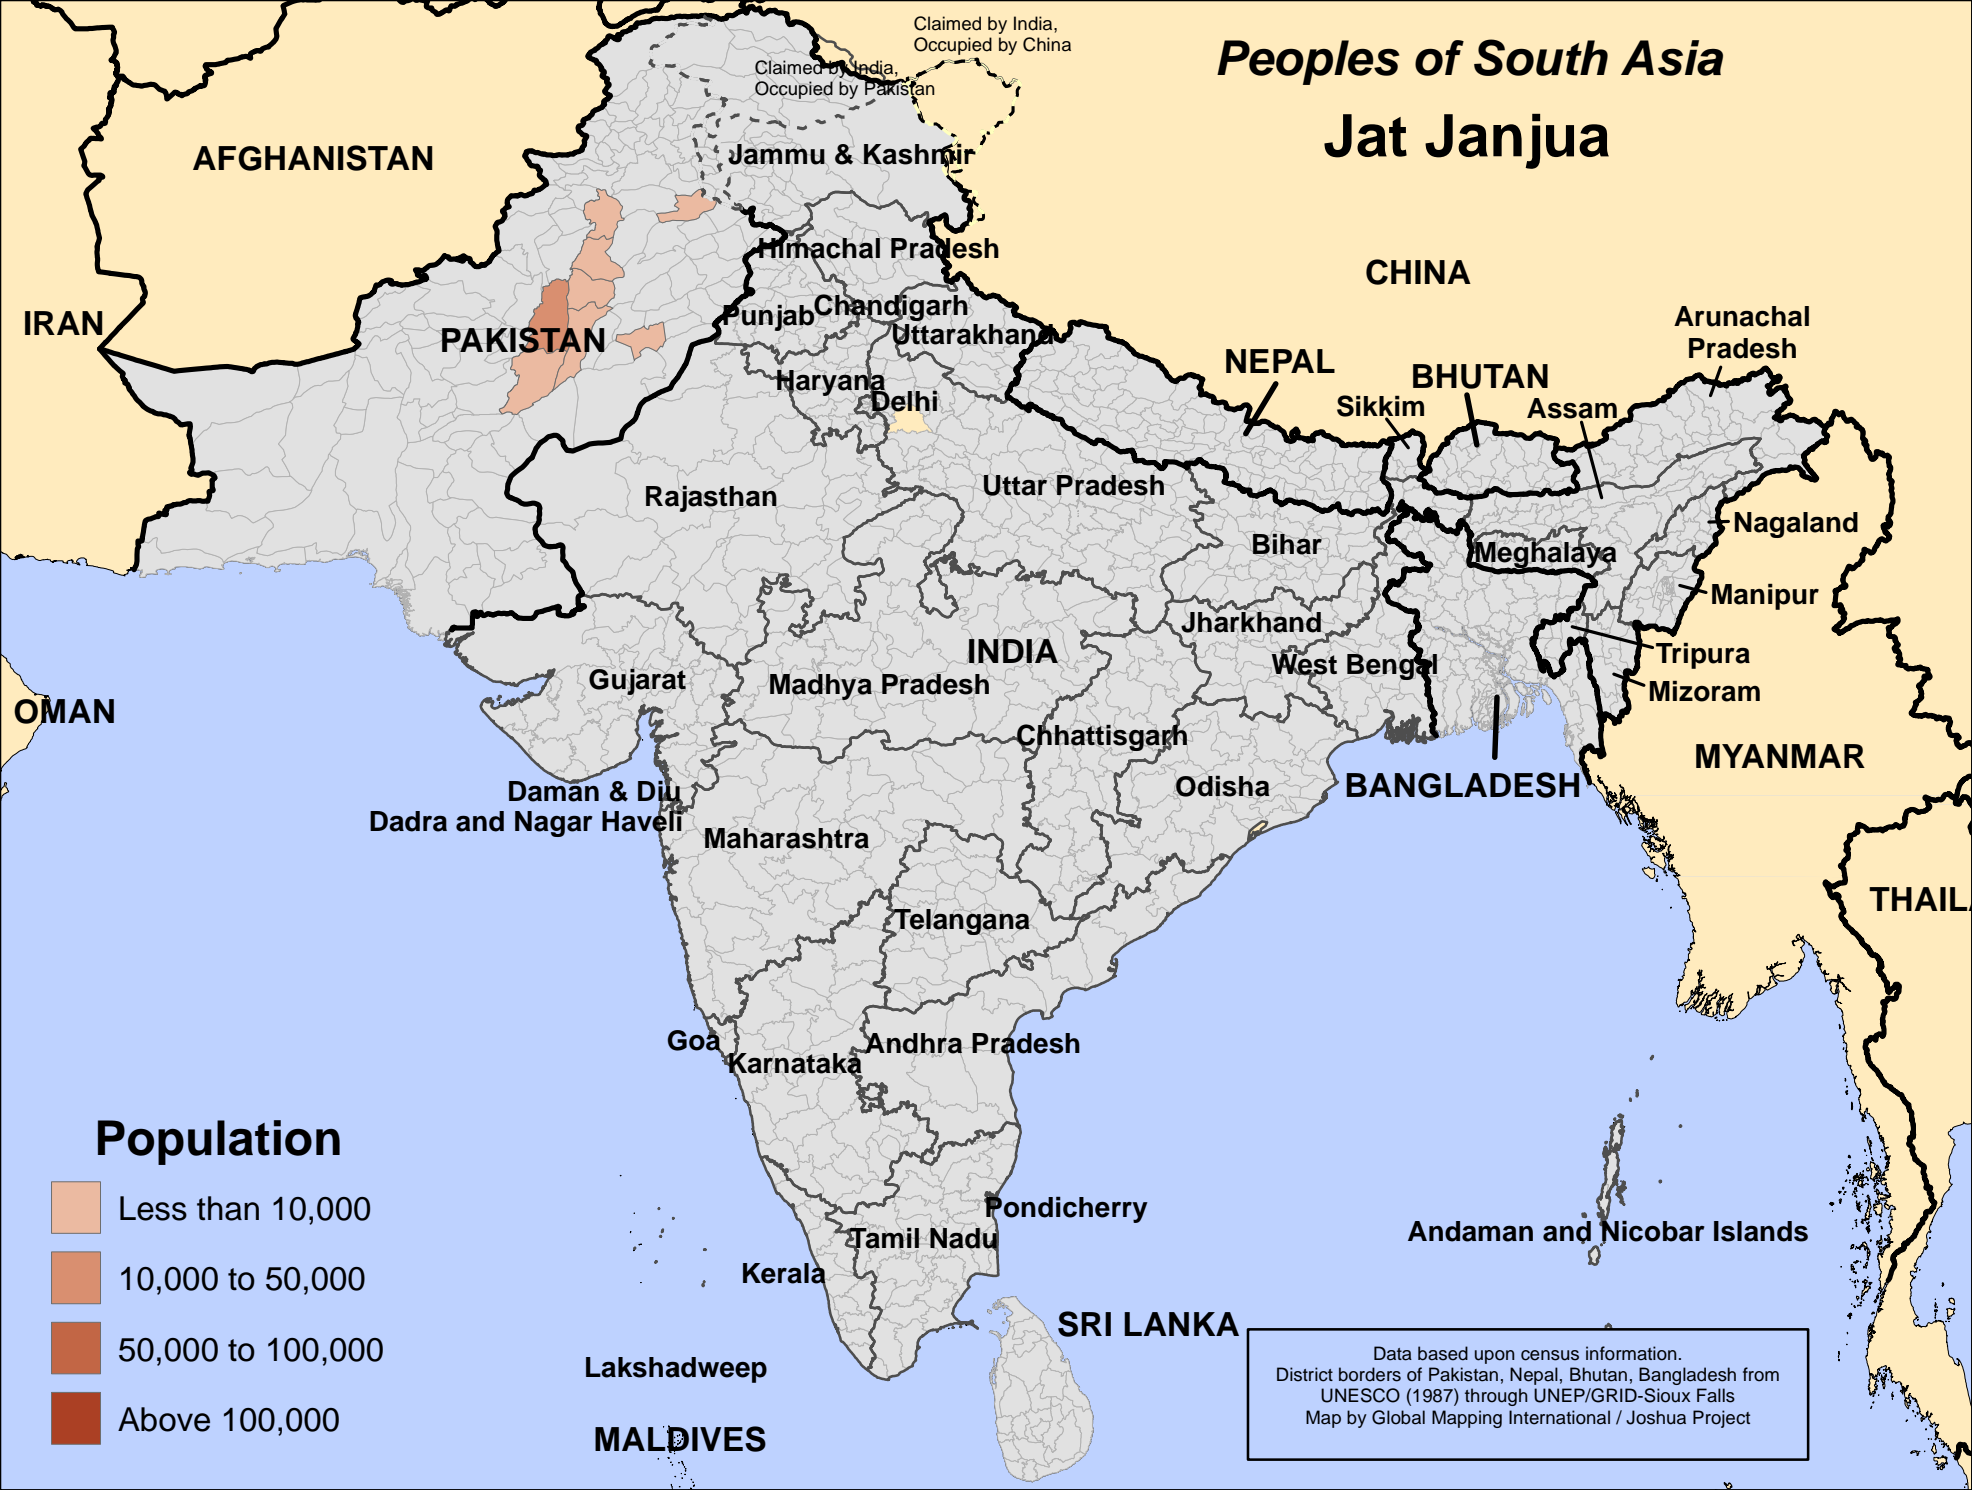 Claimed by India,
Occupied by China
Peoples of South Asia
Claimed by India,
Occupied by Pakistan
Jat Janjua
AFGHANISTAN
Jammu & Kashmir
Himachal Pradesh
CHINA
IRAN
PAKISTAN
Punjab
Chandigarh
Uttarakhand
Arunachal
Pradesh
NEPAL
BHUTAN
Haryana
Delhi
Sikkim
Assam
Rajasthan
Uttar Pradesh
Nagaland
Bihar
Meghalaya
Manipur
Jharkhand
INDIA
Tripura
West Bengal
Gujarat
Madhya Pradesh
Mizoram
OMAN
Chhattisgarh
MYANMAR
Odisha
BANGLADESH
Daman & Diu
Dadra and Nagar Haveli
Maharashtra
THAIL
Telangana
Goa
Andhra Pradesh
Karnataka
Population
Less than 10,000
10,000 to 50,000
50,000 to 100,000
Above 100,000
Pondicherry
Tamil Nadu
Andaman and Nicobar Islands
Kerala
SRI LANKA
Lakshadweep
MALDIVES
Data based upon census information.
District borders of Pakistan, Nepal, Bhutan, Bangladesh from
UNESCO (1987) through UNEP/GRID-Sioux Falls
Map by Global Mapping International / Joshua Project